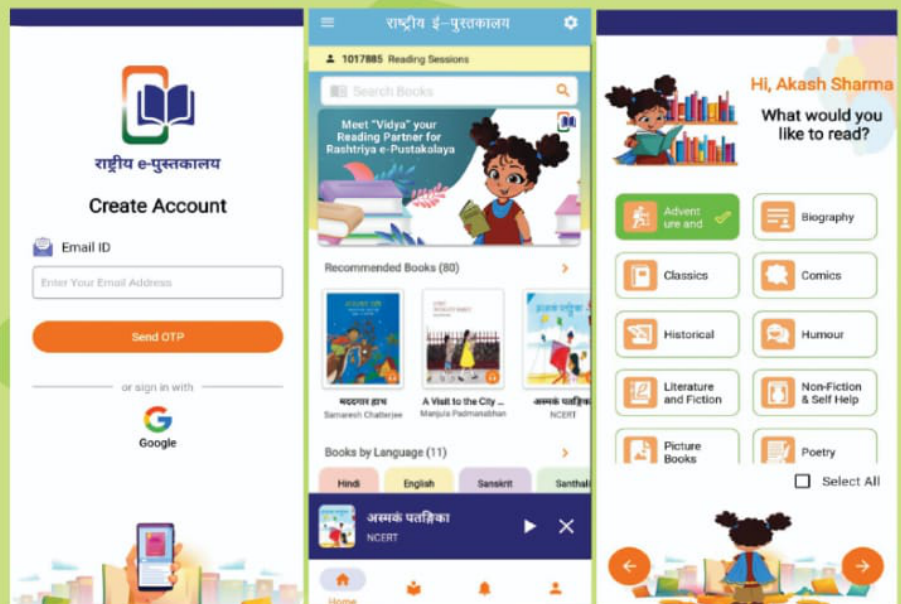 राष्ट्रीय e-पुस्तकालय
Create Account
Email ID
Enter Your Email Address
Send OTP
or sign in with
Google
राष्ट्रीय ई-पुस्तकालय
1017885 Reading Sessions
Search Books
Meet "Vidya" your
Reading Partner for
Rashtriya e-Pustakalaya
Recommended Books (80)
मददगार हाथ
Samaresh Chatterjee
A Visit to the City ...
Manjula Padmanabhan
अस्मकं पतङ्गिक
NCERT
Books by Language (11)
Hindi
English
Sanskrit
Santhali
अस्मकं पतङ्गिका
NCERT
Home
Hi, Akash Sharma
What would you
like to read?
Advent
ure and
Biography
Classics
Comics
Historical
Humour
Literature
and Fiction
Non-Fiction
& Self Help
Picture
Books
Poetry
Select All